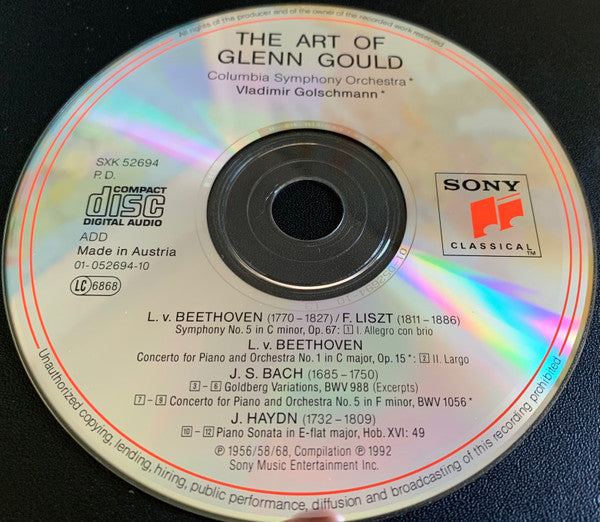 All rights of the producer and of the owner of the recorded work reserved
THE ART OF
GLENN GOULD
Columbia Symphony Orchestra*
Vladimir Golschmann*
SXK 52694
P.D.
COMPACT
disc
DIGITAL AUDIO
ADD
Made in Austria
01-052694-10
LC 6868
SONY
CLASSICAL™
L. v. BEETHOVEN (1770-1827) / F. LISZT (1811-1886)
Symphony No. 5 in C minor, Op. 67: 1 I. Allegro con brio
L. v. BEETHOVEN
Concerto for Piano and Orchestra No. 1 in C major, Op. 15*: 2 II. Largo
J. S. BACH (1685-1750)
3 - 6 Goldberg Variations, BWV 988 (Excerpts)
7 - 9 Concerto for Piano and Orchestra No. 5 in F minor, BWV 1056*
J. HAYDN (1732-1809)
10 - 12 Piano Sonata in E-flat major, Hob. XVI: 49
℗ 1956/58/68, Compilation ℗ 1992
Sony Music Entertainment Inc.
Unauthorized copying, lending, hiring, public performance, diffusion and broadcasting of this recording prohibited